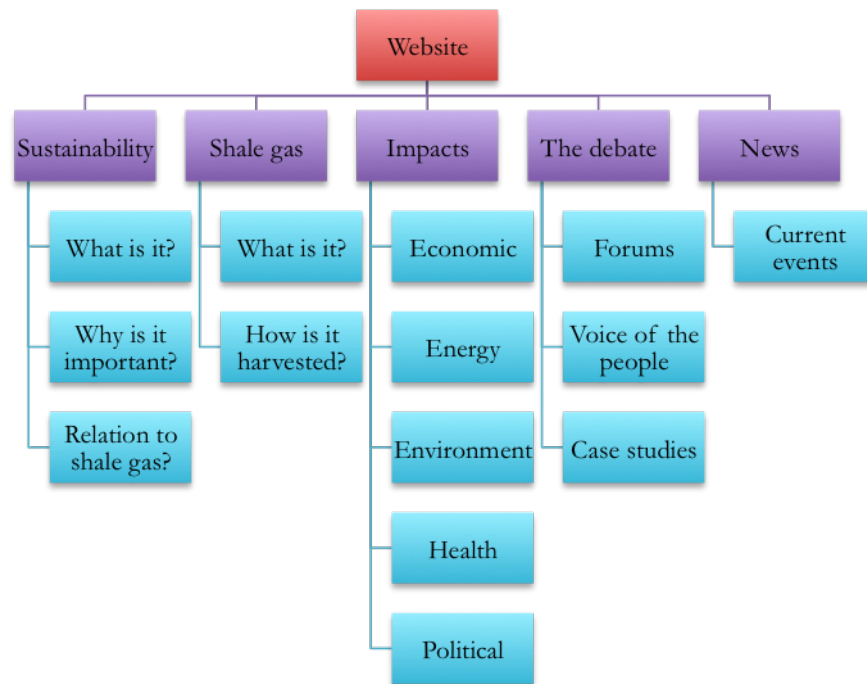 Website
Sustainability
Shale gas
Impacts
The debate
News
What is it?
Why is it
important?
Relation to
shale gas?
What is it?
How is it
harvested?
Economic
Energy
Environment
Health
Political
Forums
Voice of the
people
Case studies
Current
events